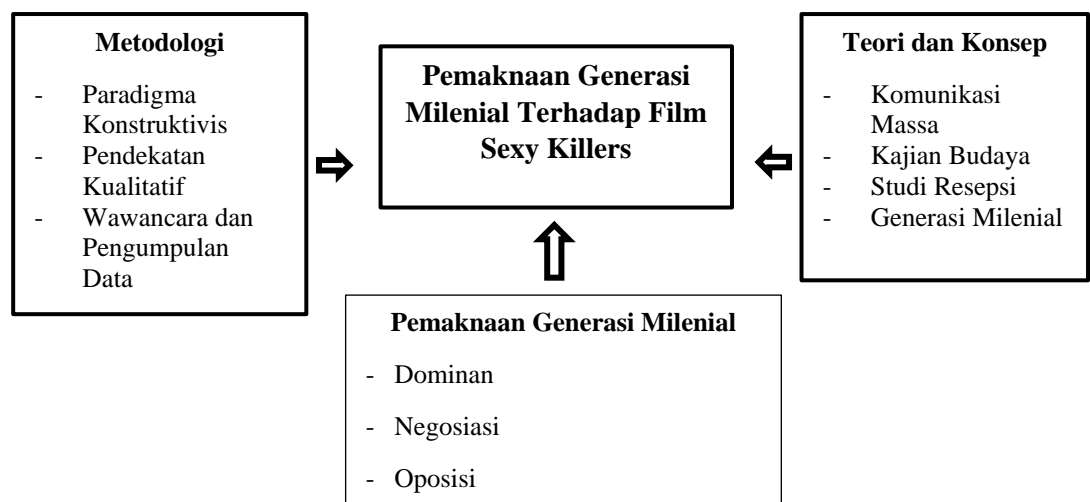 Metodologi
- Paradigma
Konstruktivis
- Pendekatan
Kualitatif
- Wawancara dan
Pengumpulan
Data
Pemaknaan Generasi
Milenial Terhadap Film
Sexy Killers
Teori dan Konsep
- Komunikasi
Massa
- Kajian Budaya
- Studi Resepsi
- Generasi Milenial
Pemaknaan Generasi Milenial
- Dominan
- Negosiasi
- Oposisi